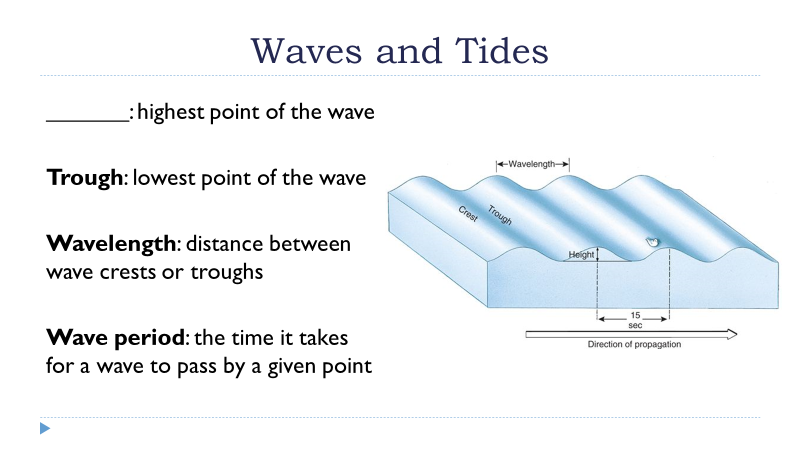 Waves and Tides
_______: highest point of the wave
Trough: lowest point of the wave
Wavelength: distance between
wave crests or troughs
Wave period: the time it takes
for a wave to pass by a given point
Wavelength
Crest
Trough
Height
15
sec
Direction of propagation